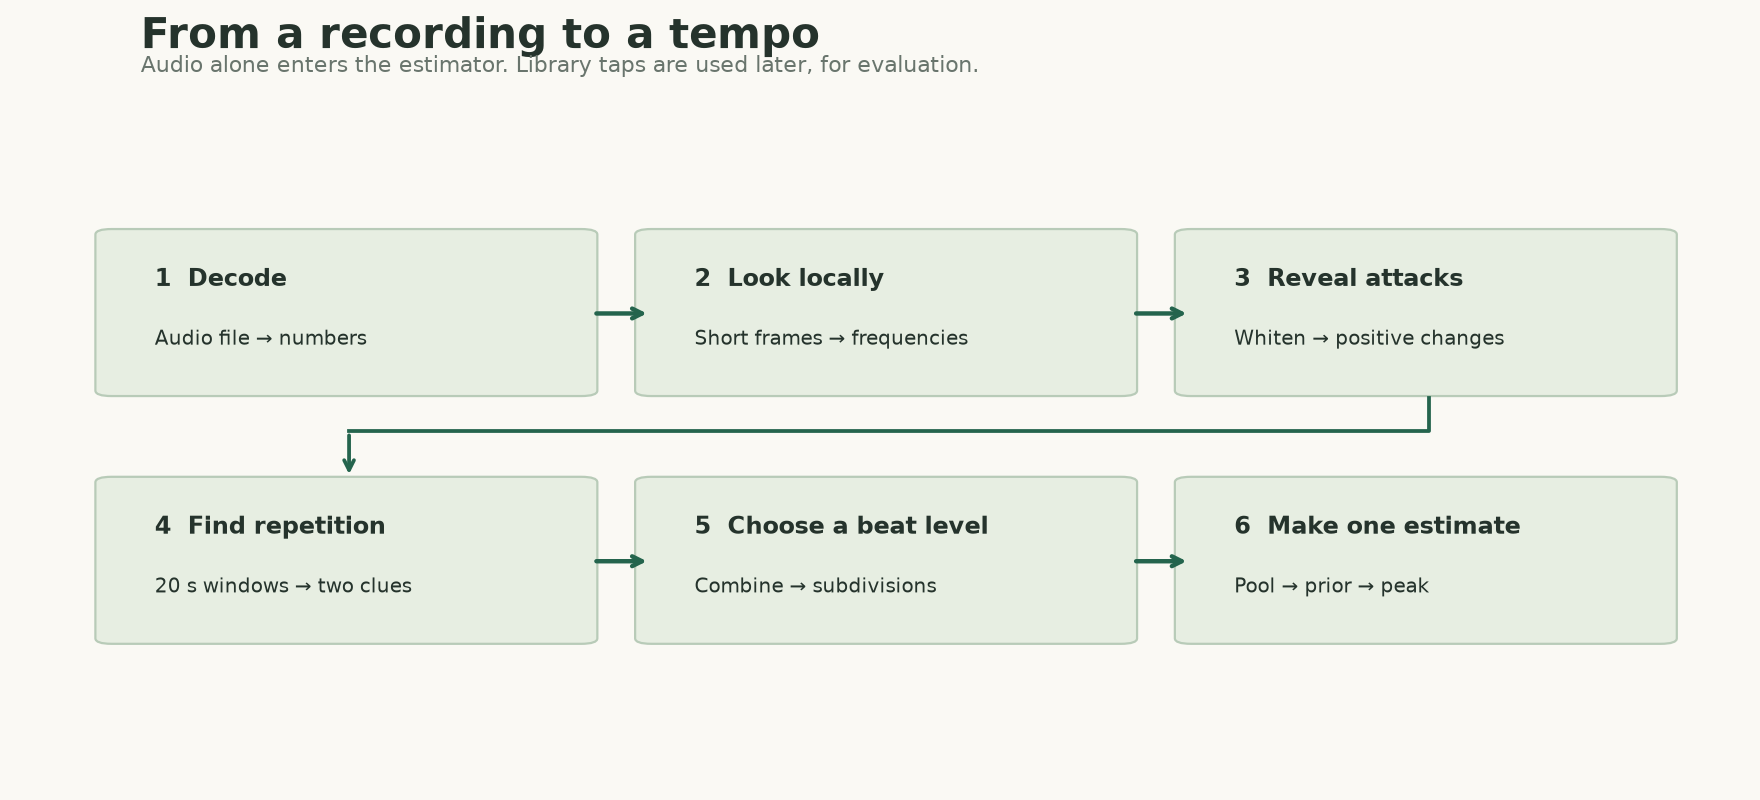 From a recording to a tempo
Audio alone enters the estimator. Library taps are used later, for evaluation.
1  Decode
Audio file → numbers
2  Look locally
Short frames → frequencies
3  Reveal attacks
Whiten → positive changes
4  Find repetition
20 s windows → two clues
5  Choose a beat level
Combine → subdivisions
6  Make one estimate
Pool → prior → peak